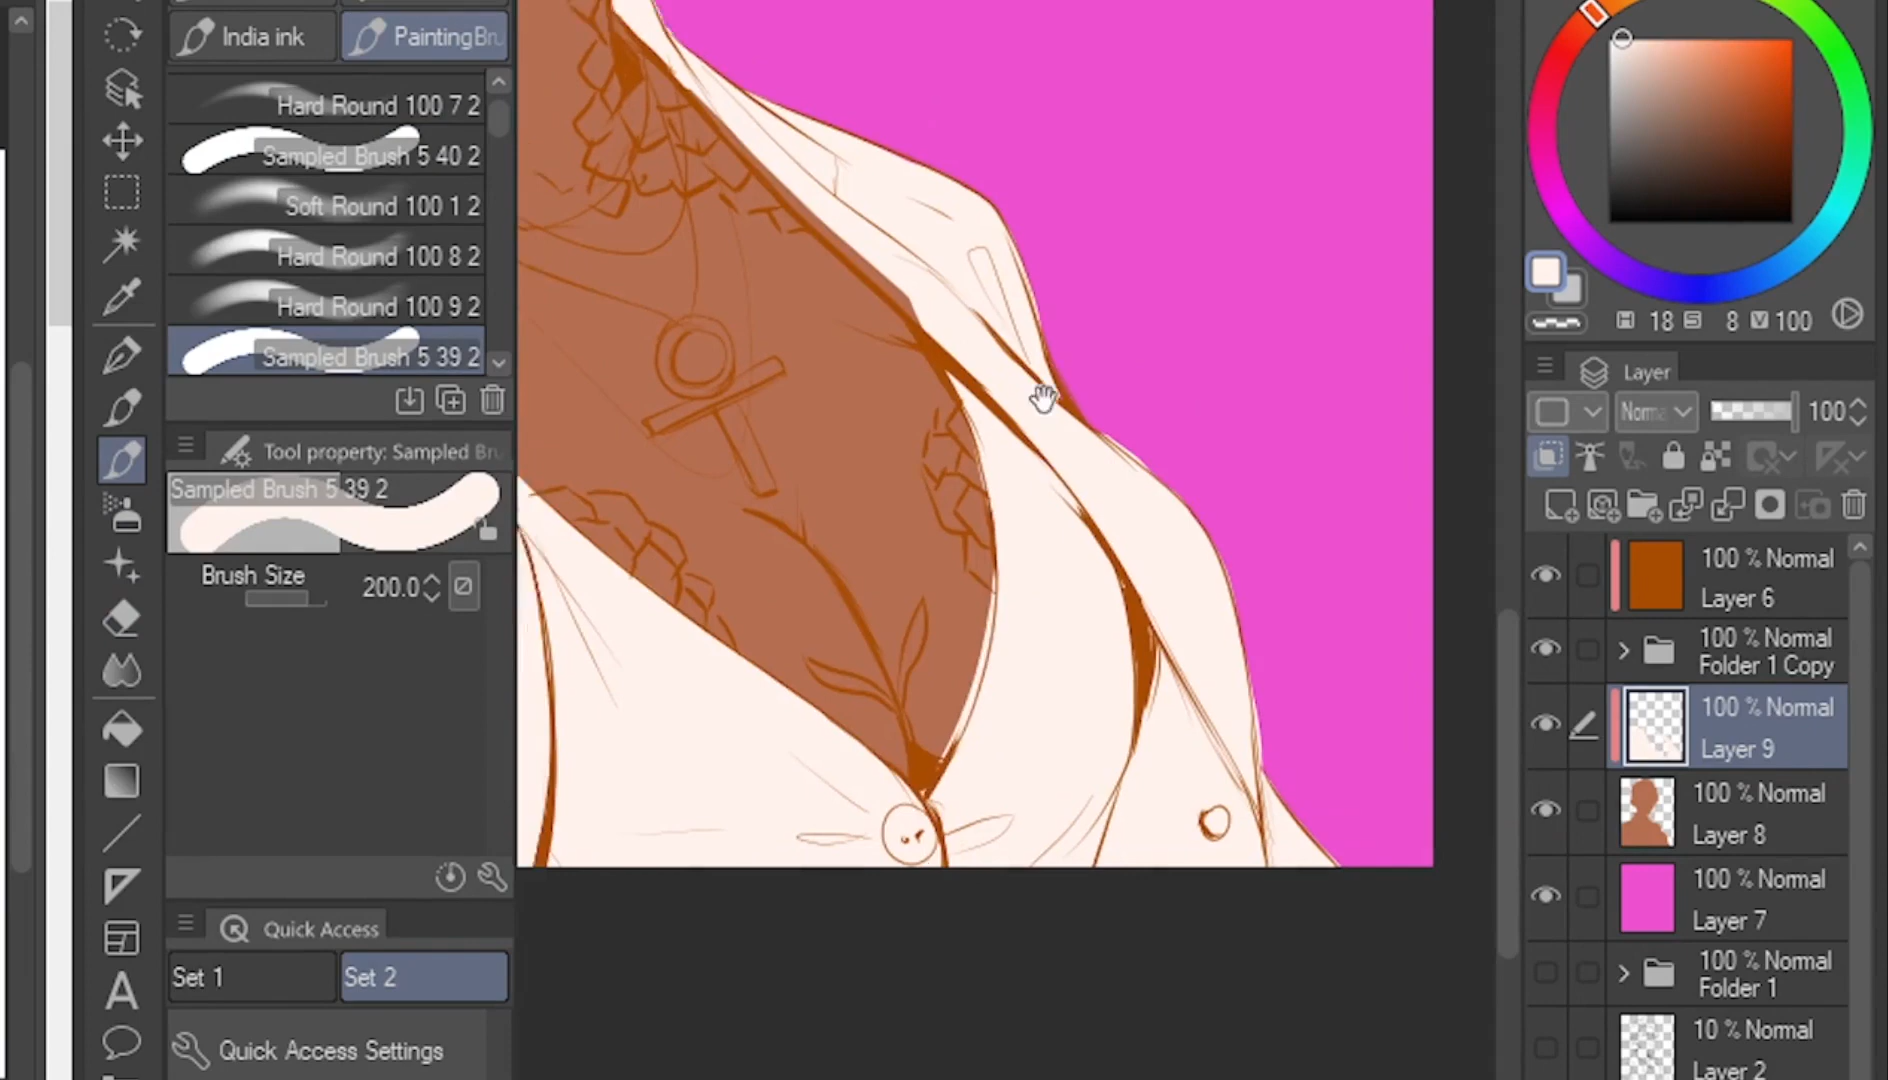 India ink
PaintingBru
Hard Round 100 7 2
Sampled Brush 5 40 2
Soft Round 100 1 2
Hard Round 100 8 2
Hard Round 100 9 2
Sampled Brush 5 39 2
Tool property: Sampled Bru
Sampled Brush 5 39 2
Brush Size 200.0
Quick Access
Set 1
Set 2
Quick Access Settings
H 18 S 8 V 100
Layer
Norma 100
100 % Normal
Layer 6
100 % Normal
Folder 1 Copy
100 % Normal
Layer 9
100 % Normal
Layer 8
100 % Normal
Layer 7
100 % Normal
Folder 1
10 % Normal
Layer 2